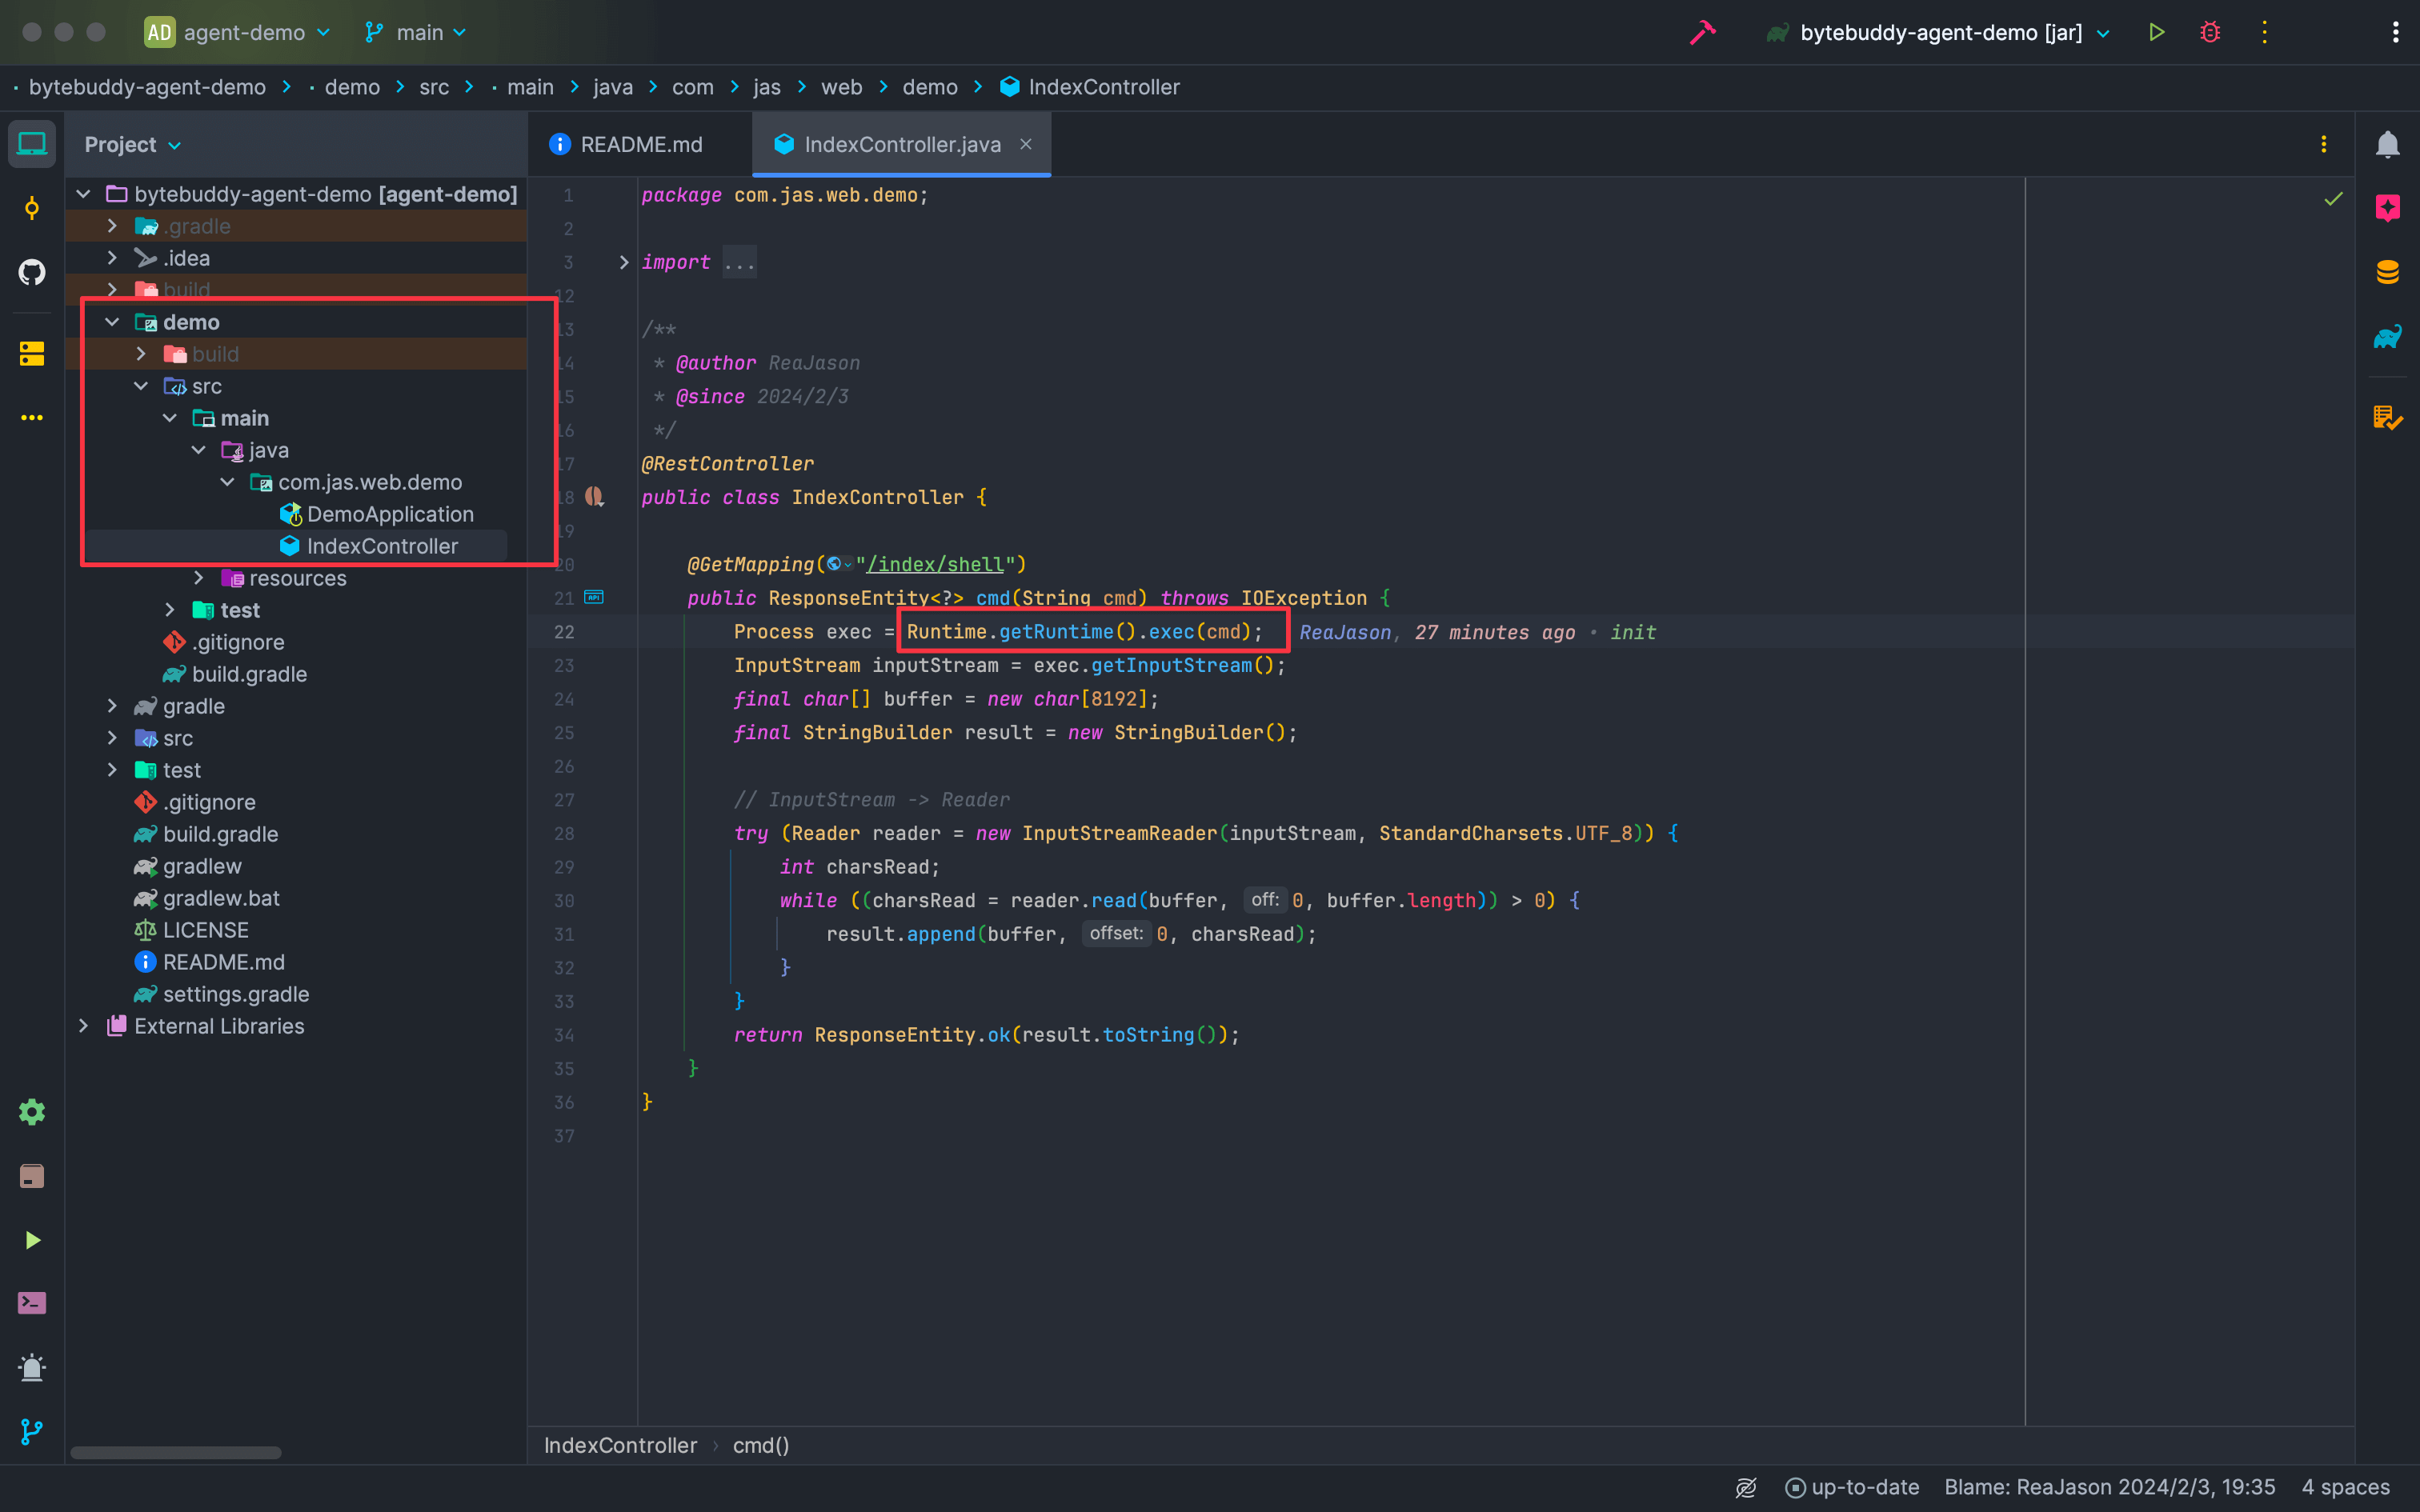 AD agent-demo main bytebuddy-agent-demo [jar]
bytebuddy-agent-demo demo src main java com jas web demo IndexController
Project
bytebuddy-agent-demo [agent-demo]
.gradle
.idea
build
demo
build
src
main
java
com.jas.web.demo
DemoApplication
IndexController
resources
test
.gitignore
build.gradle
gradle
src
test
.gitignore
build.gradle
gradlew
gradlew.bat
LICENSE
README.md
settings.gradle
External Libraries
README.md IndexController.java
1 package com.jas.web.demo;
2
3 import ...
12
13 /**
14 * @author ReaJason
15 * @since 2024/2/3
16 */
17 @RestController
18 public class IndexController {
19
20 @GetMapping("/index/shell")
21 API public ResponseEntity<?> cmd(String cmd) throws IOException {
22 Process exec = Runtime.getRuntime().exec(cmd); ReaJason, 27 minutes ago • init
23 InputStream inputStream = exec.getInputStream();
24 final char[] buffer = new char[8192];
25 final StringBuilder result = new StringBuilder();
26
27 // InputStream -> Reader
28 try (Reader reader = new InputStreamReader(inputStream, StandardCharsets.UTF_8)) {
29 int charsRead;
30 while ((charsRead = reader.read(buffer, off: 0, buffer.length)) > 0) {
31 result.append(buffer, offset: 0, charsRead);
32 }
33 }
34 return ResponseEntity.ok(result.toString());
35 }
36 }
37
IndexController › cmd()
up-to-date Blame: ReaJason 2024/2/3, 19:35 4 spaces